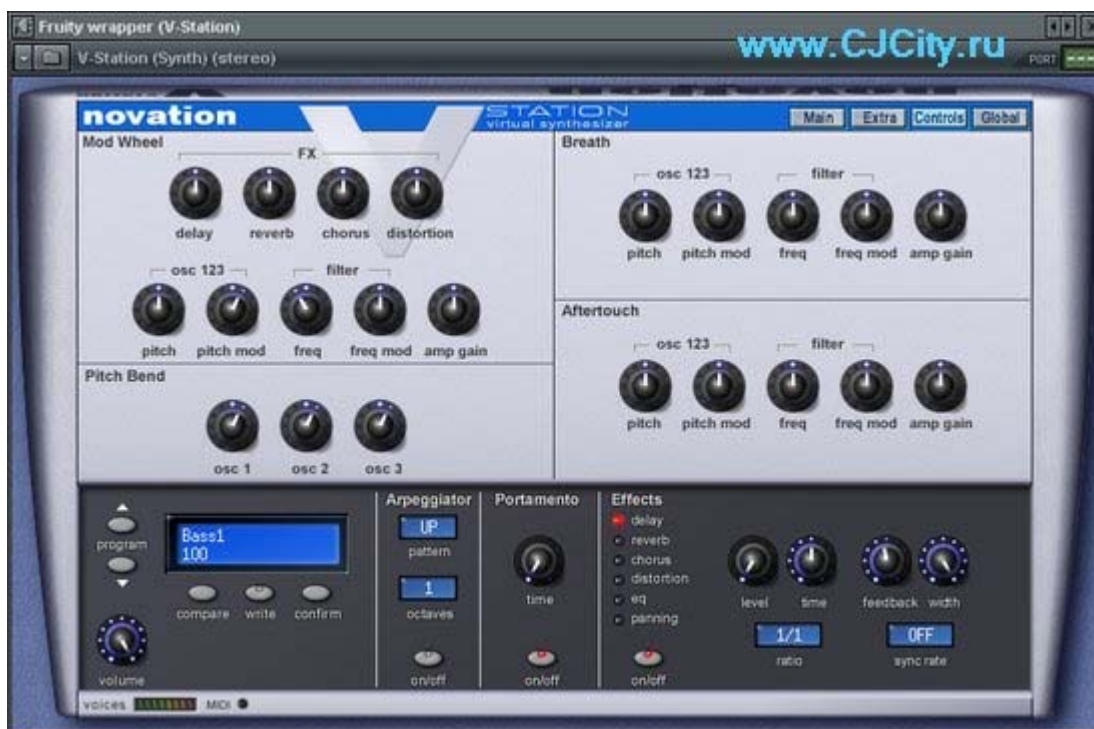 Fruity wrapper (V-Station)
www.CJCity.ru
V-Station (Synth) (stereo)
PORT
novation
STATION
virtual synthesizer
Main Extra Controls Global
Mod Wheel
FX
delay reverb chorus distortion
osc 123 filter
pitch pitch mod freq freq mod amp gain
Pitch Bend
osc 1 osc 2 osc 3
Breath
osc 123 filter
pitch pitch mod freq freq mod amp gain
Aftertouch
osc 123 filter
pitch pitch mod freq freq mod amp gain
program
Bass1
100
compare write confirm
volume
Arpeggiator
UP
pattern
1
octaves
on/off
Portamento
time
on/off
Effects
delay
reverb
chorus
distortion
eq
panning
on/off
level time feedback width
1/1 OFF
ratio sync rate
voices MIDI